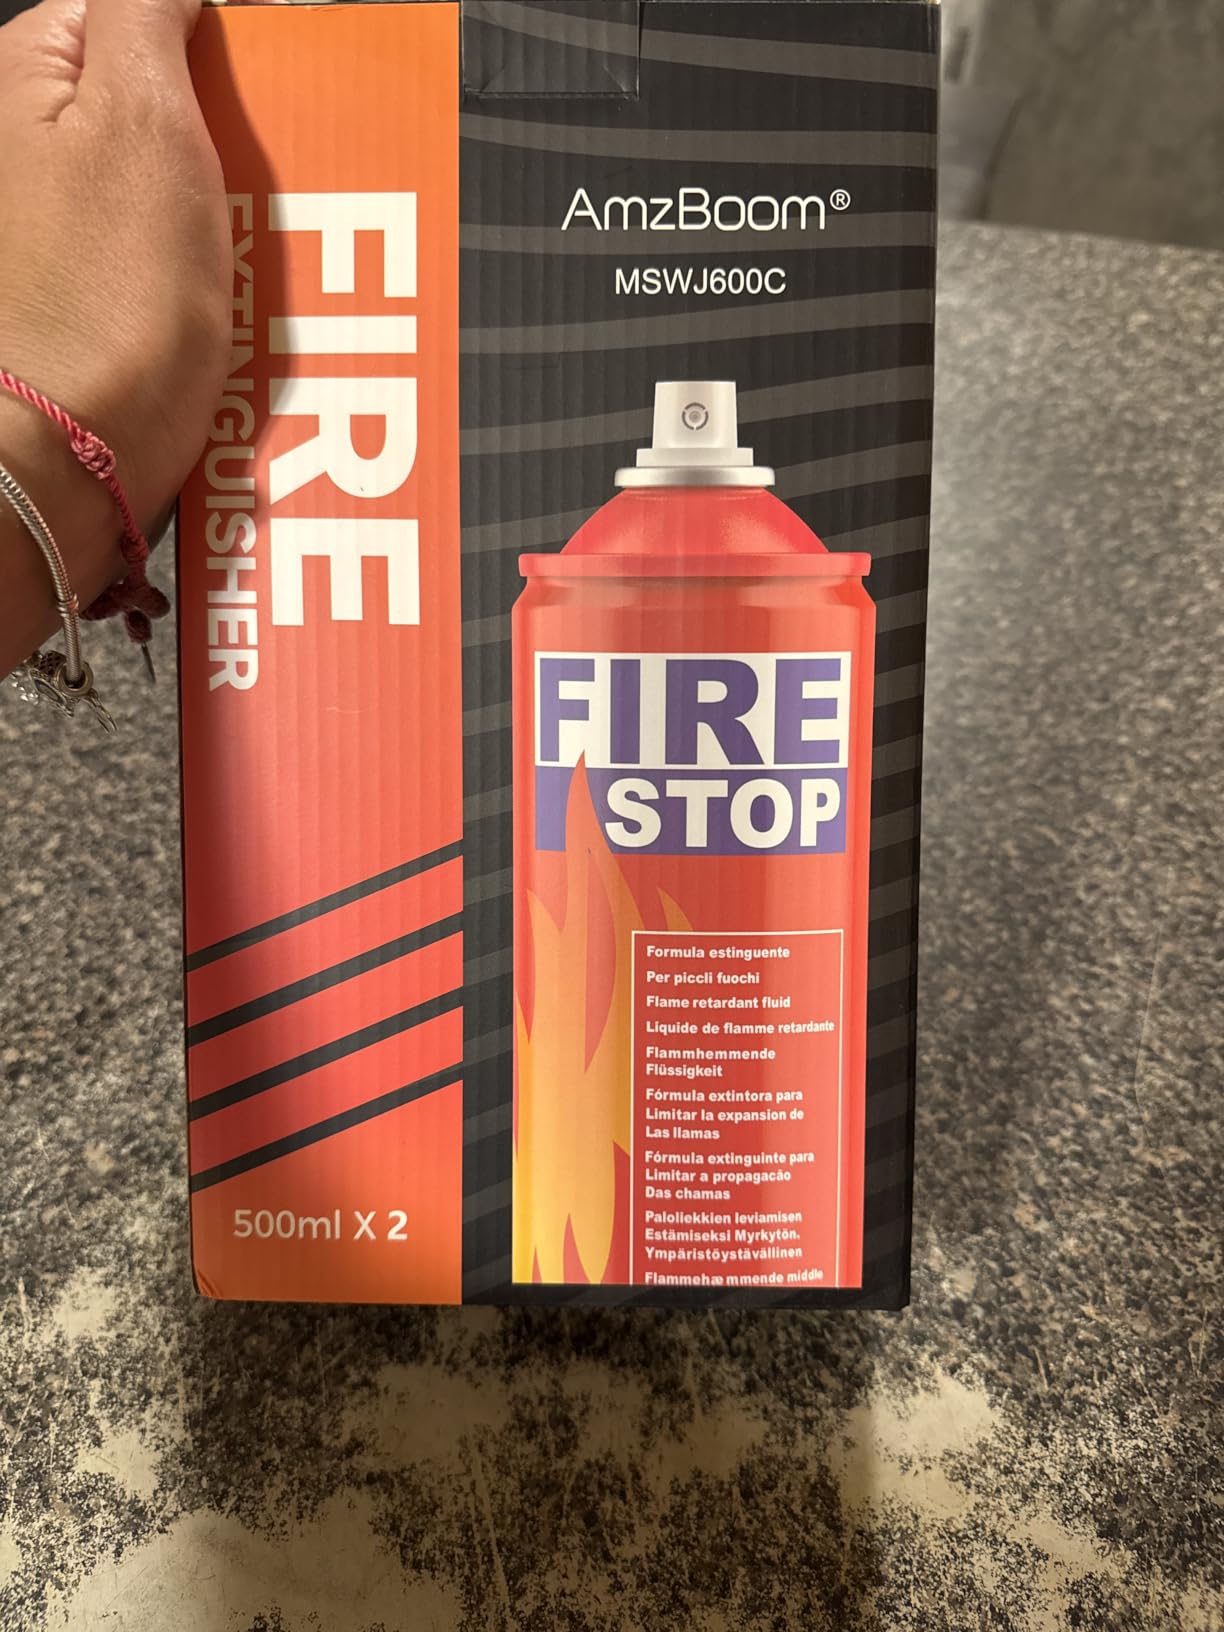 FIRE
EXTINGUISHER
500ml X 2
AmzBoom®
MSWJ600C
FIRE
STOP
Formula estinguente
Per piccli fuochi
Flame retardant fluid
Liquide de flamme retardante
Flammhemmende
Flüssigkeit
Fórmula extintora para
Limitar la expansion de
Las llamas
Fórmula extinguinte para
Limitar a propagacâo
Das chamas
Paloliekkien leviamisen
Estämiseksi Myrkytön.
Ympäristöystävällinen
Flammehæmmende middle